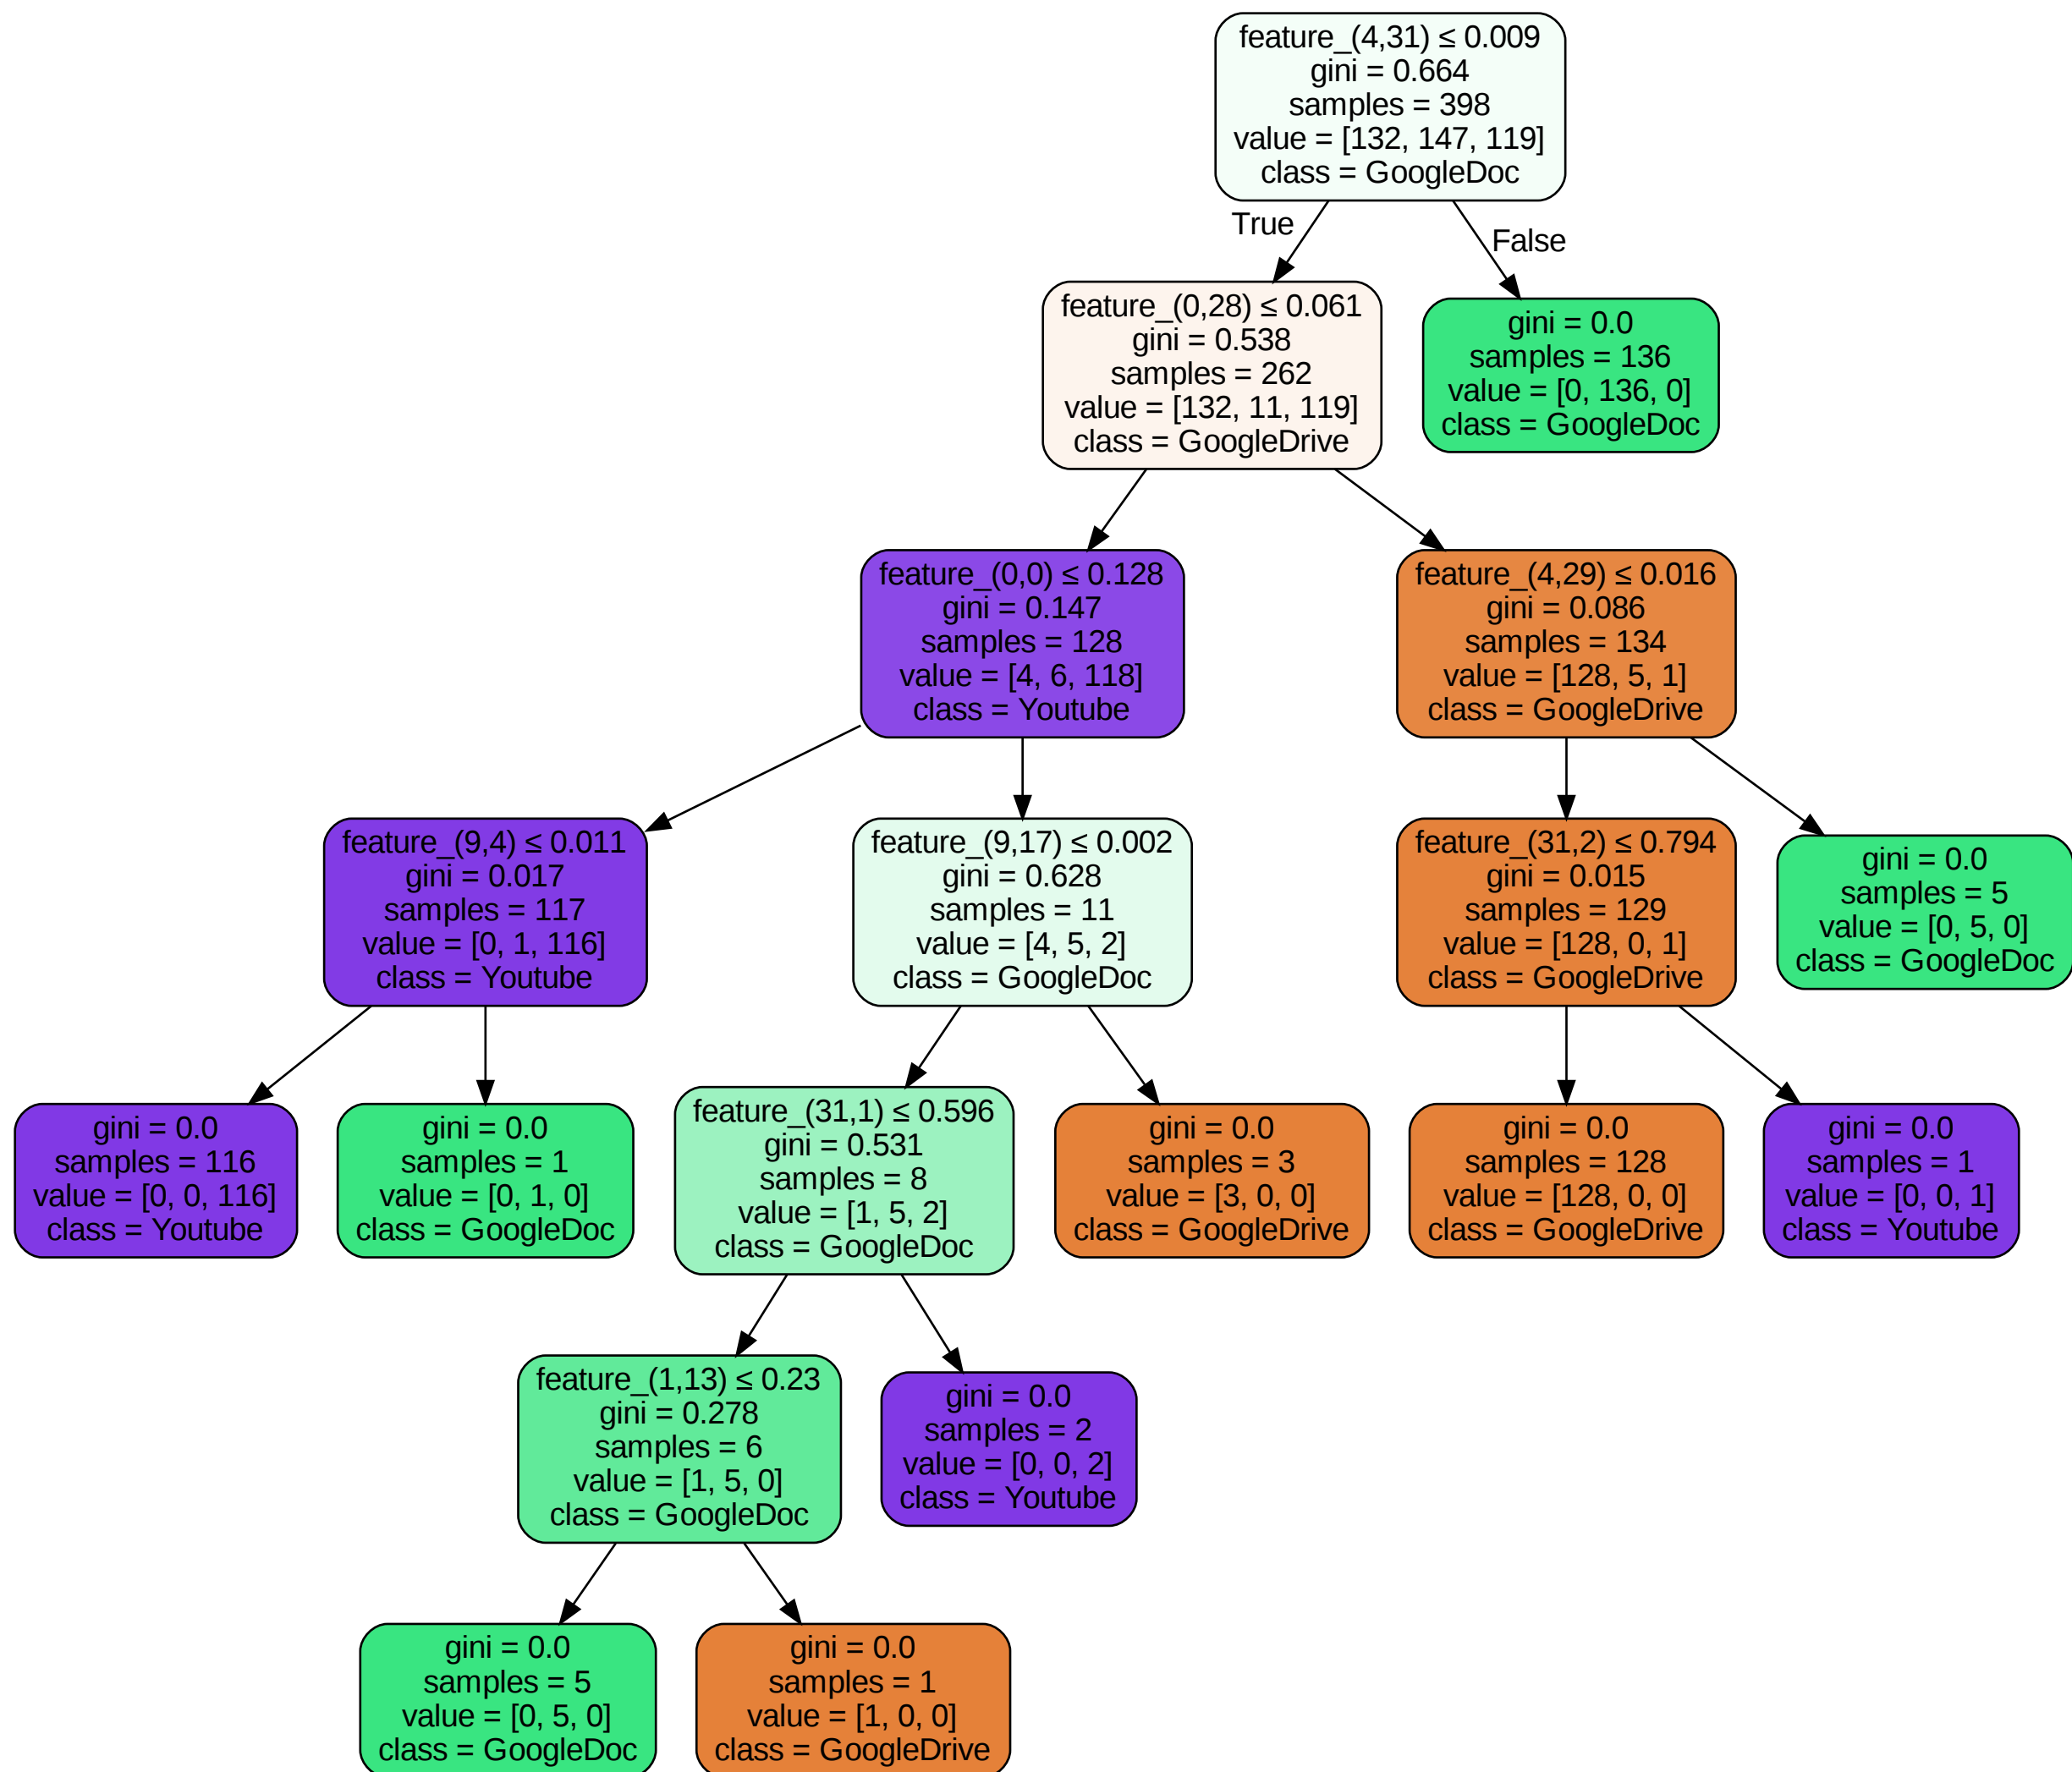 feature_(4,31) ≤ 0.009
gini = 0.664
samples = 398
value = [132, 147, 119]
class = GoogleDoc
True
False
feature_(0,28) ≤ 0.061
gini = 0.538
samples = 262
value = [132, 11, 119]
class = GoogleDrive
gini = 0.0
samples = 136
value = [0, 136, 0]
class = GoogleDoc
feature_(0,0) ≤ 0.128
gini = 0.147
samples = 128
value = [4, 6, 118]
class = Youtube
feature_(4,29) ≤ 0.016
gini = 0.086
samples = 134
value = [128, 5, 1]
class = GoogleDrive
feature_(9,4) ≤ 0.011
gini = 0.017
samples = 117
value = [0, 1, 116]
class = Youtube
feature_(9,17) ≤ 0.002
gini = 0.628
samples = 11
value = [4, 5, 2]
class = GoogleDoc
feature_(31,2) ≤ 0.794
gini = 0.015
samples = 129
value = [128, 0, 1]
class = GoogleDrive
gini = 0.0
samples = 5
value = [0, 5, 0]
class = GoogleDoc
gini = 0.0
samples = 116
value = [0, 0, 116]
class = Youtube
gini = 0.0
samples = 1
value = [0, 1, 0]
class = GoogleDoc
feature_(31,1) ≤ 0.596
gini = 0.531
samples = 8
value = [1, 5, 2]
class = GoogleDoc
gini = 0.0
samples = 3
value = [3, 0, 0]
class = GoogleDrive
gini = 0.0
samples = 128
value = [128, 0, 0]
class = GoogleDrive
gini = 0.0
samples = 1
value = [0, 0, 1]
class = Youtube
feature_(1,13) ≤ 0.23
gini = 0.278
samples = 6
value = [1, 5, 0]
class = GoogleDoc
gini = 0.0
samples = 2
value = [0, 0, 2]
class = Youtube
gini = 0.0
samples = 5
value = [0, 5, 0]
class = GoogleDoc
gini = 0.0
samples = 1
value = [1, 0, 0]
class = GoogleDrive